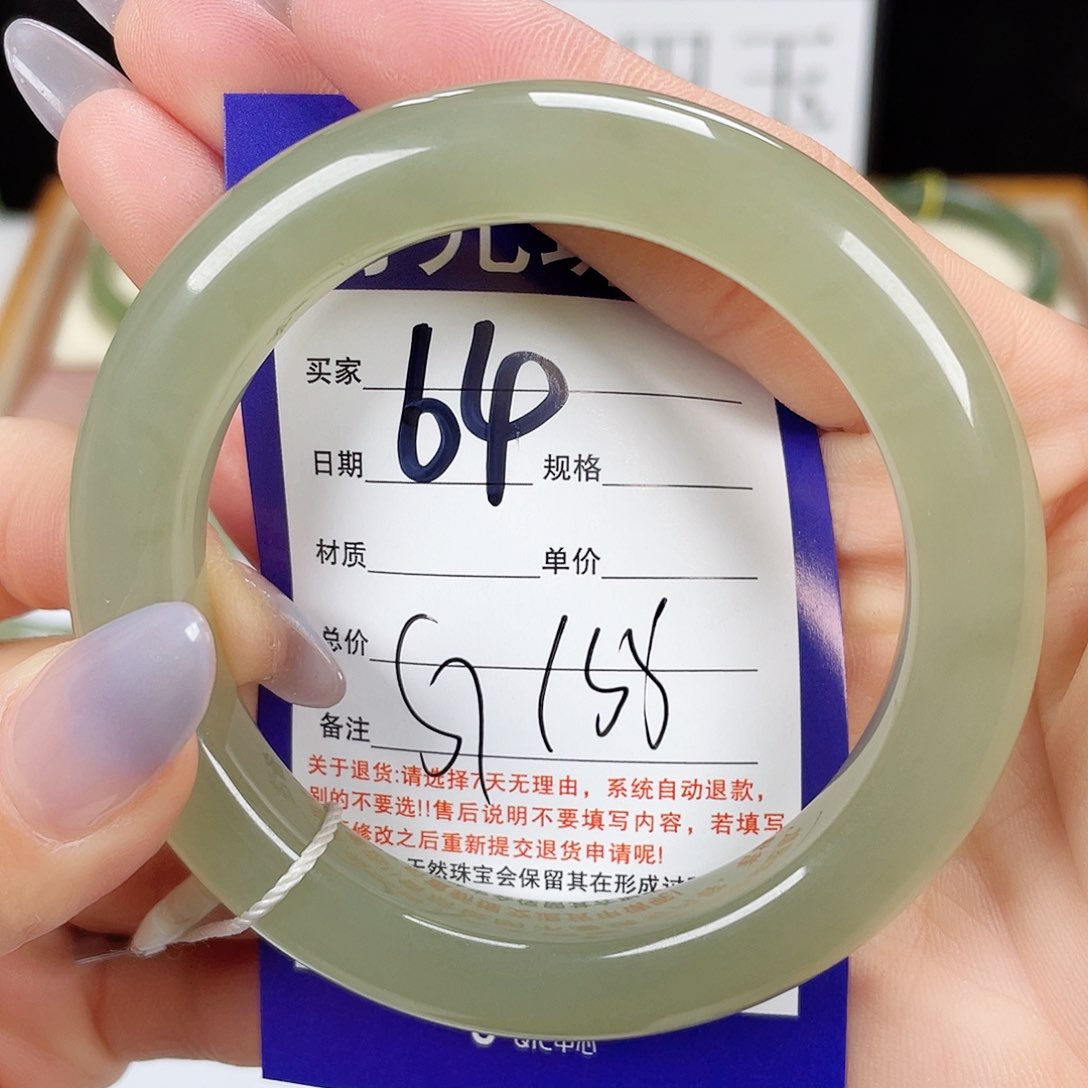 玉
买家
64
日期 规格
材质 单价
总价
158
备注
关于退货:请选择7天无理由，系统自动退款，
别的不要选!!售后说明不要填写内容，若填写
修改之后重新提交退货申请呢!
天然珠宝会保留其在形成过
中心